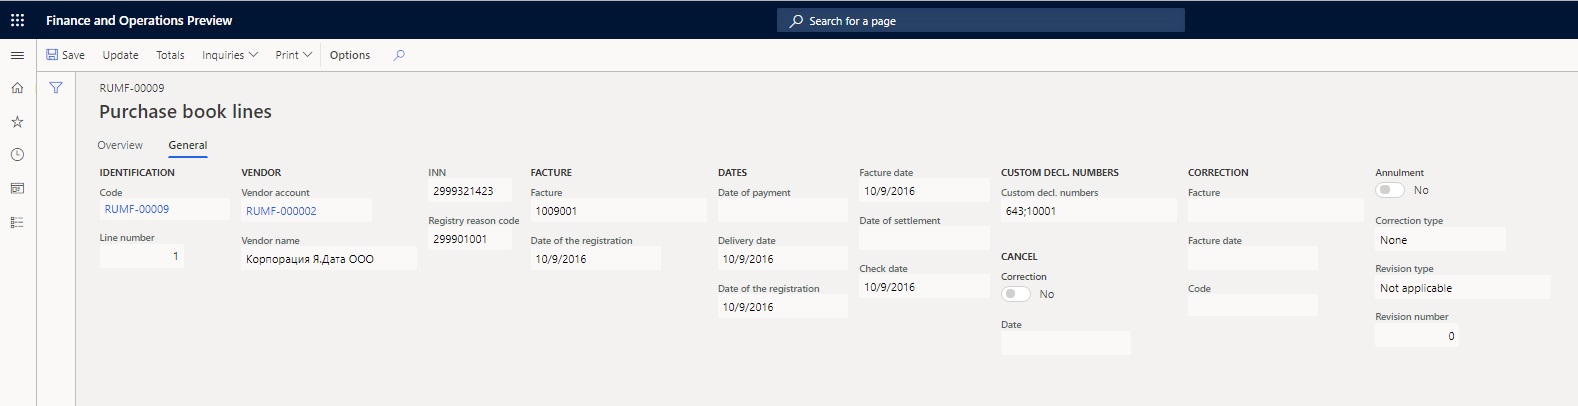 Finance and Operations Preview
Search for a page
Save Update Totals Inquiries Print Options
RUMF-00009
Purchase book lines
Overview General
IDENTIFICATION
Code
RUMF-00009
Line number
1
VENDOR
Vendor account
RUMF-000002
Vendor name
Корпорация Я.Дата ООО
INN
2999321423
Registry reason code
299901001
FACTURE
Facture
1009001
Date of the registration
10/9/2016
DATES
Date of payment
Delivery date
10/9/2016
Date of the registration
10/9/2016
Facture date
10/9/2016
Date of settlement
Check date
10/9/2016
CUSTOM DECL. NUMBERS
Custom decl. numbers
643;10001
CANCEL
Correction
No
Date
CORRECTION
Facture
Facture date
Code
Annulment
No
Correction type
None
Revision type
Not applicable
Revision number
0